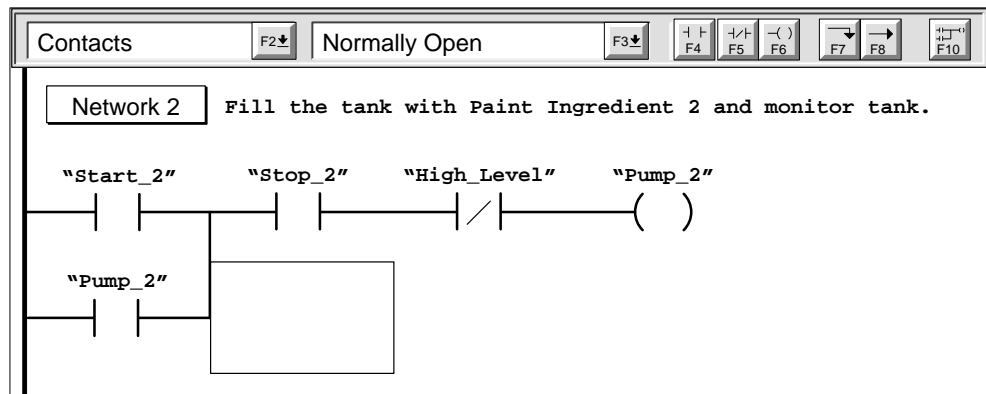 Contacts F2 Normally Open F3 F4 F5 F6 F7 F8 F10
Network 2 Fill the tank with Paint Ingredient 2 and monitor tank.
“Start_2” “Stop_2” “High_Level” “Pump_2”
“Pump_2”